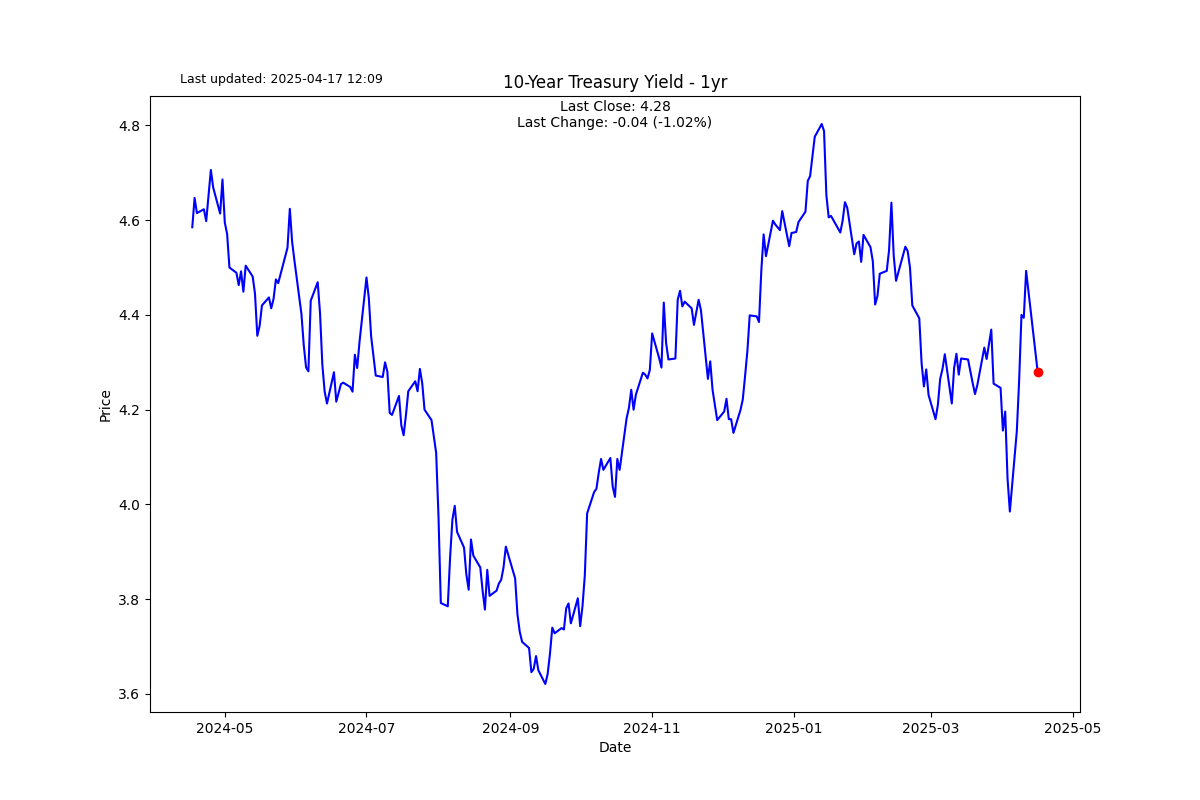 Last updated: 2025-04-17 12:09
10-Year Treasury Yield - 1yr
Last Close: 4.28
Last Change: -0.04 (-1.02%)
4.8
4.6
4.4
4.2
4.0
3.8
3.6
Price
2024-05
2024-07
2024-09
2024-11
2025-01
2025-03
2025-05
Date